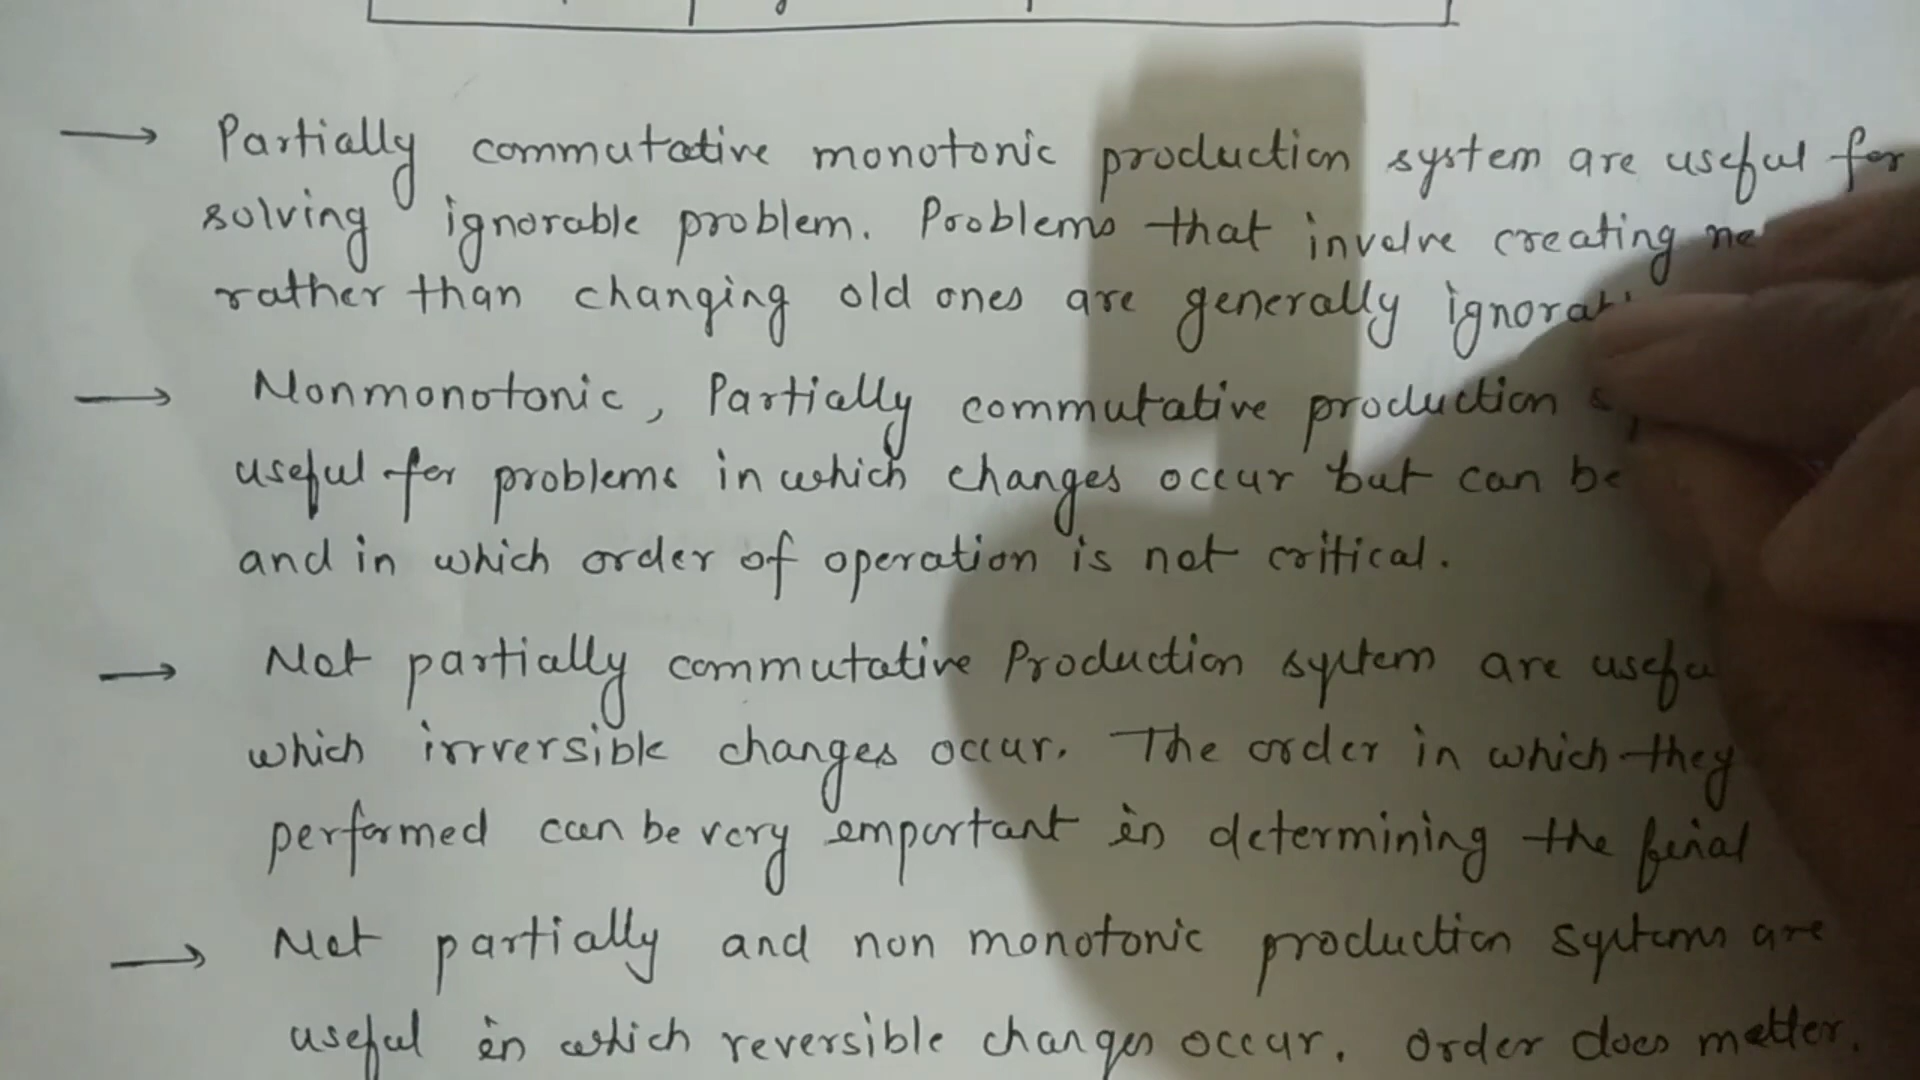 → Partially commutative monotonic production system are useful for
solving ignorable problem. Problems that involve creating
rather than changing old ones are generally
→ Nonmonotonic, Partially commutative production
useful for problems in which changes occur but can be
and in which order of operation is not critical.
→ Not partially commutative Production system are
which irrversible changes occur. The order in which they
performed can be very important in determining the final
→ Not partially and non monotonic production systems are
useful in which reversible changes occur. Order does matter.